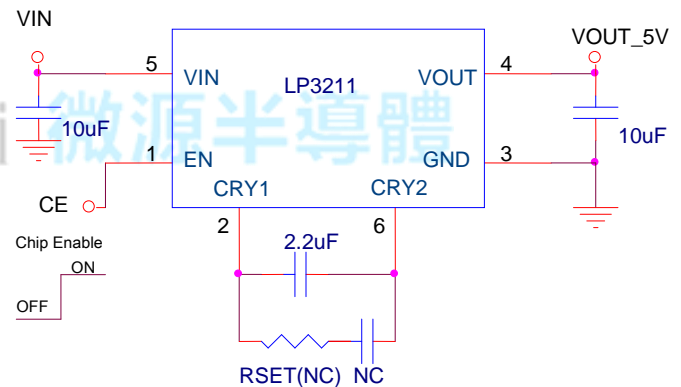 VIN
VOUT_5V
5
4
VIN
VOUT
LP3211
10uF
10uF
i 微源半導體
1
3
EN
GND
CRY1
CRY2
CE
2
6
Chip Enable
2.2uF
ON
OFF
RSET(NC)
NC